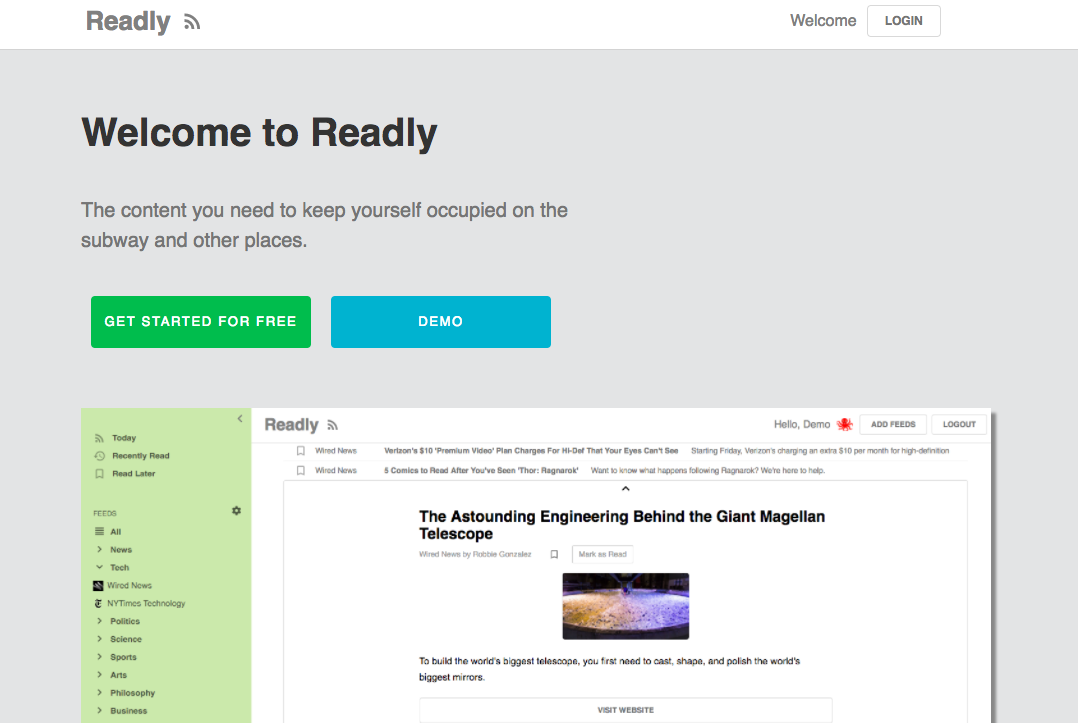 Readly
Welcome
LOGIN
Welcome to Readly
The content you need to keep yourself occupied on the
subway and other places.
GET STARTED FOR FREE
DEMO
Today
Recently Read
Read Later
FEEDS
All
News
Tech
Wired News
NYTimes Technology
Politics
Science
Sports
Arts
Philosophy
Business
Readly
Hello, Demo
ADD FEEDS
LOGOUT
Wired News Verizon's $10 'Premium Video' Plan Charges For Hi-Def That Your Eyes Can't See Starting Friday, Verizon's charging an extra $10 per month for high-definition
Wired News 5 Comics to Read After You've Seen 'Thor: Ragnarok' Want to know what happens following Ragnarok? We're here to help.
The Astounding Engineering Behind the Giant Magellan
Telescope
Wired News by Robbie Gonzalez
Mark as Read
To build the world's biggest telescope, you first need to cast, shape, and polish the world's
biggest mirrors.
VISIT WEBSITE